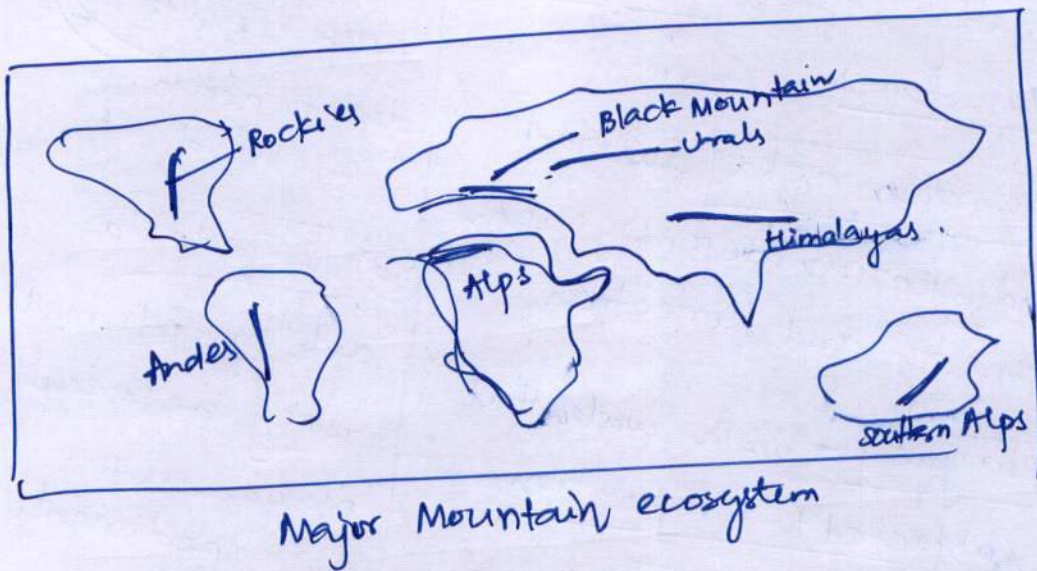 Rockies
Black Mountain
Urals
Himalayas.
Alps
Andes
Southern Alps
Major Mountain ecosystem